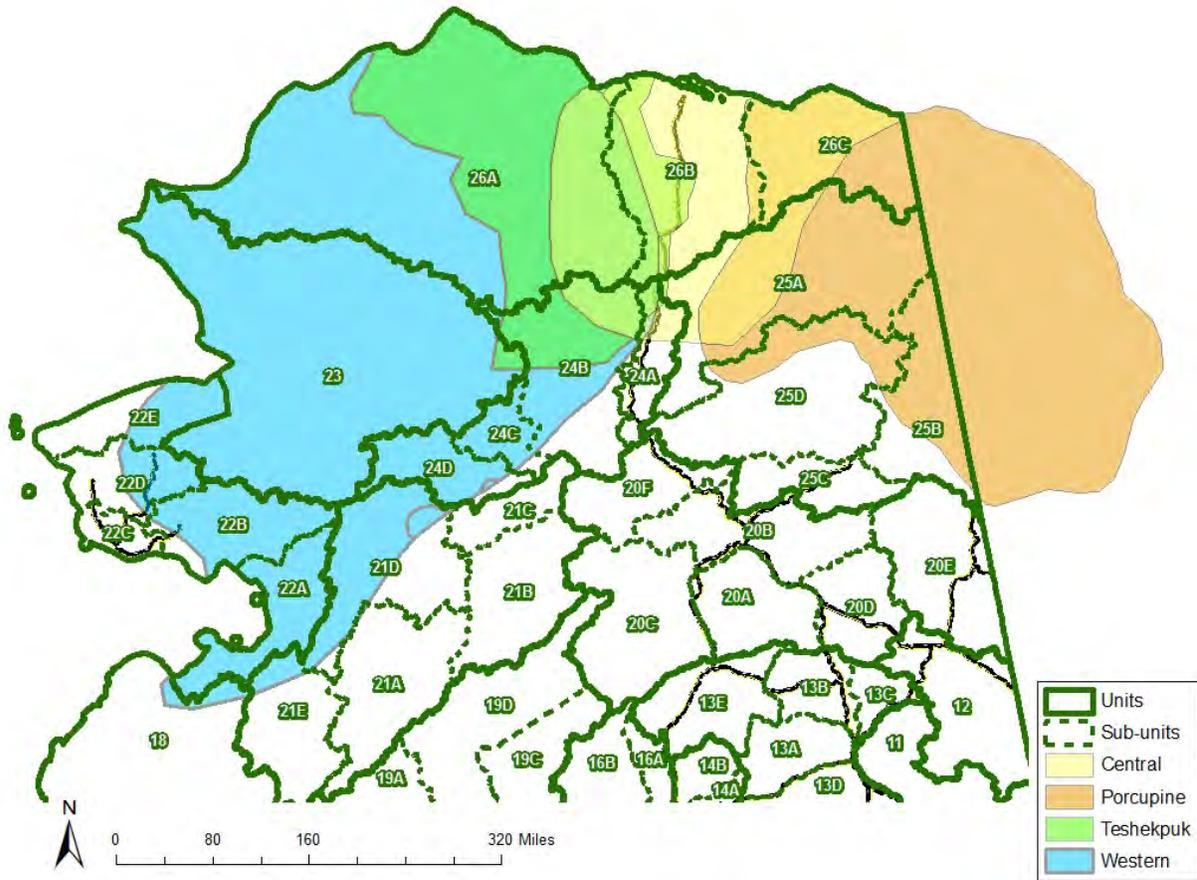 26C
26B
26A
25A
24B
23
24A
25D
22E
24C
25B
24D
25C
22D
20F
21C
22B
22C
20B
21D
20E
22A
21B
20A
20D
20C
21A
13B
13C
13E
19D
12
21E
18
11
13A
19C
16B
16A
14B
19A
13D
14A
Units
Sub-units
Central
Porcupine
Teshekpuk
Western
N
0 80 160 320 Miles